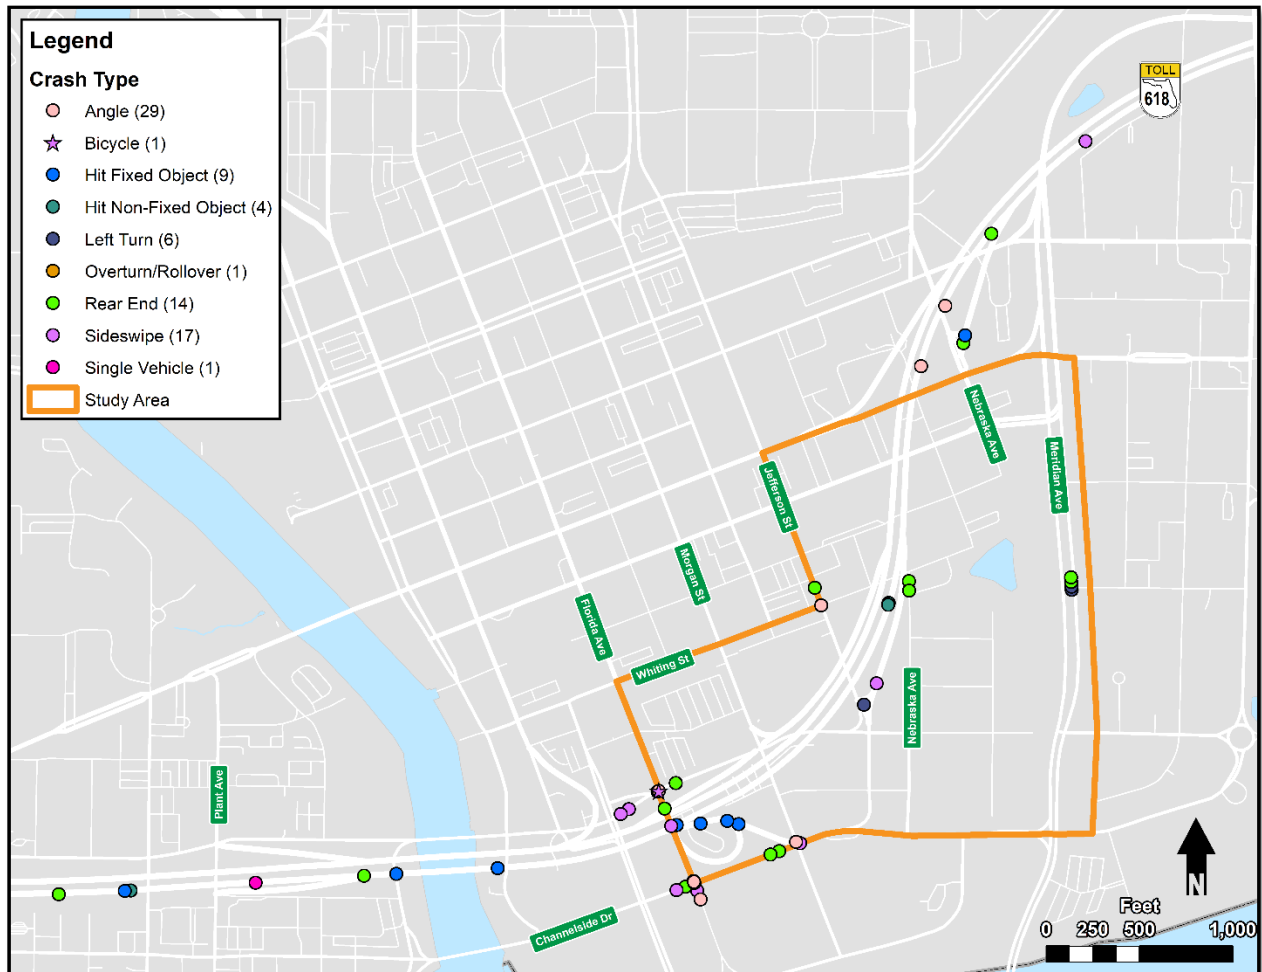 Legend
Crash Type
Angle (29)
Bicycle (1)
Hit Fixed Object (9)
Hit Non-Fixed Object (4)
Left Turn (6)
Overturn/Rollover (1)
Rear End (14)
Sideswipe (17)
Single Vehicle (1)
Study Area
TOLL
618
Nebraska Ave
Meridian Ave
Jefferson St
Morgan St
Florida Ave
Whiting St
Nebraska Ave
Plant Ave
Channelside Dr
N
Feet
0 250 500 1,000